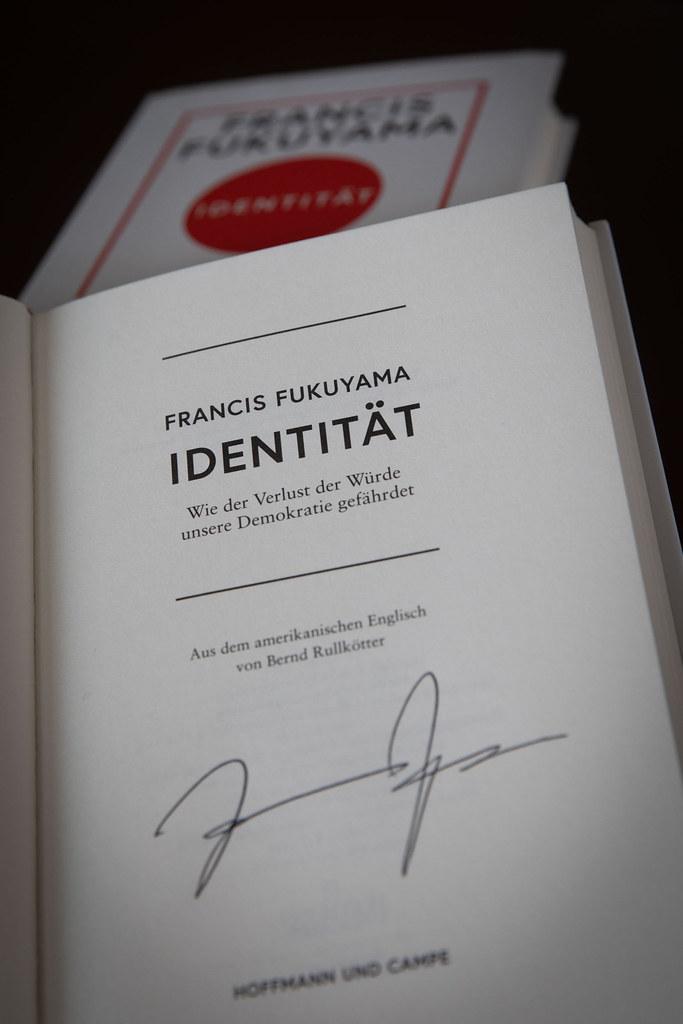 FRANCIS
FUKUYAMA
IDENTITÄT
FRANCIS FUKUYAMA
IDENTITÄT
Wie der Verlust der Würde
unsere Demokratie gefährdet
Aus dem amerikanischen Englisch
von Bernd Rullkötter
HOFFMANN UND CAMPE